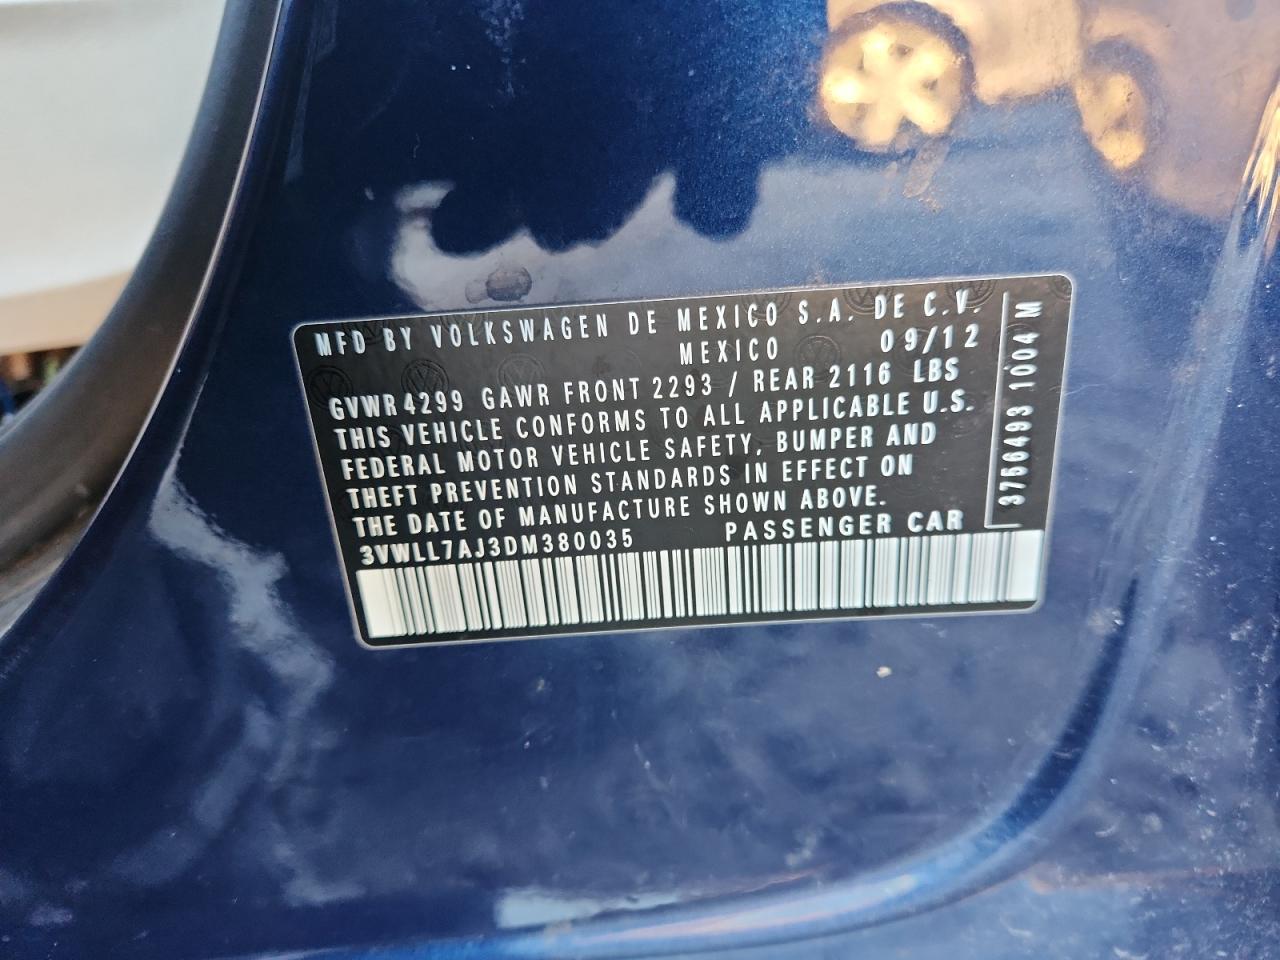 MFD BY VOLKSWAGEN DE MEXICO S.A. DE C.V.
MEXICO 09/12
GVWR 4299 GAWR FRONT 2293 / REAR 2116 LBS
THIS VEHICLE CONFORMS TO ALL APPLICABLE U.S.
FEDERAL MOTOR VEHICLE SAFETY, BUMPER AND
THEFT PREVENTION STANDARDS IN EFFECT ON
THE DATE OF MANUFACTURE SHOWN ABOVE.
3VWLL7AJ3DM380035 PASSENGER CAR
3756493 1004 M